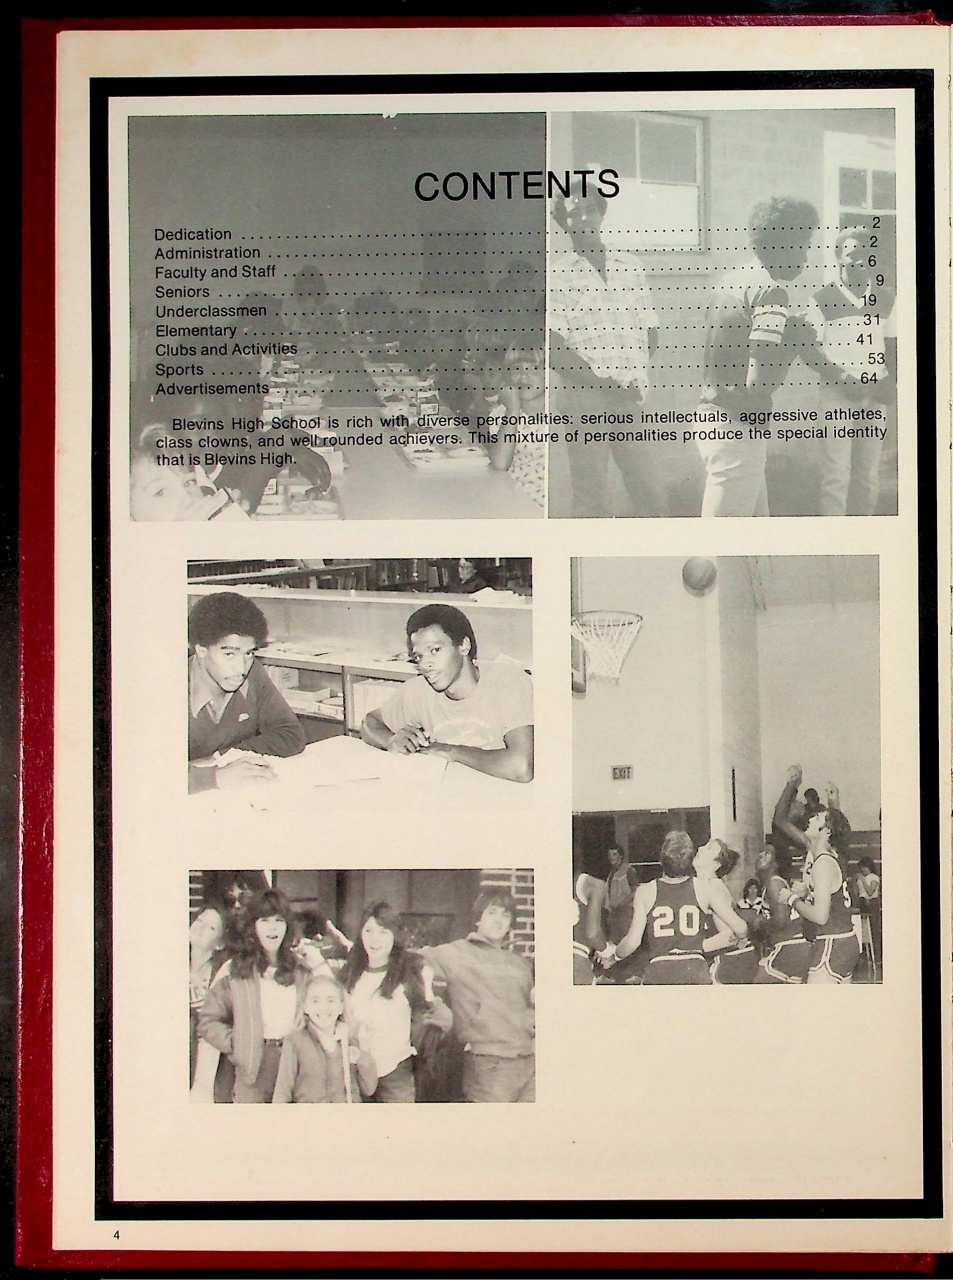 CONTENTS
Dedication . . . . . . . . . . . . . . . . . . . . 2
Administration . . . . . . . . . . . . . . . . . . . . 2
Faculty and Staff . . . . . . . . . . . . . . . . . . . . 6
Seniors . . . . . . . . . . . . . . . . . . . . 9
Underclassmen . . . . . . . . . . . . . . . . . . . . 19
Elementary . . . . . . . . . . . . . . . . . . . . 31
Clubs and Activities . . . . . . . . . . . . . . . . . . . . 41
Sports . . . . . . . . . . . . . . . . . . . . 53
Advertisements . . . . . . . . . . . . . . . . . . . . 64
Blevins High School is rich with diverse personalities: serious intellectuals, aggressive athletes,
class clowns, and well rounded achievers. This mixture of personalities produce the special identity
that is Blevins High.
EXIT
20
4